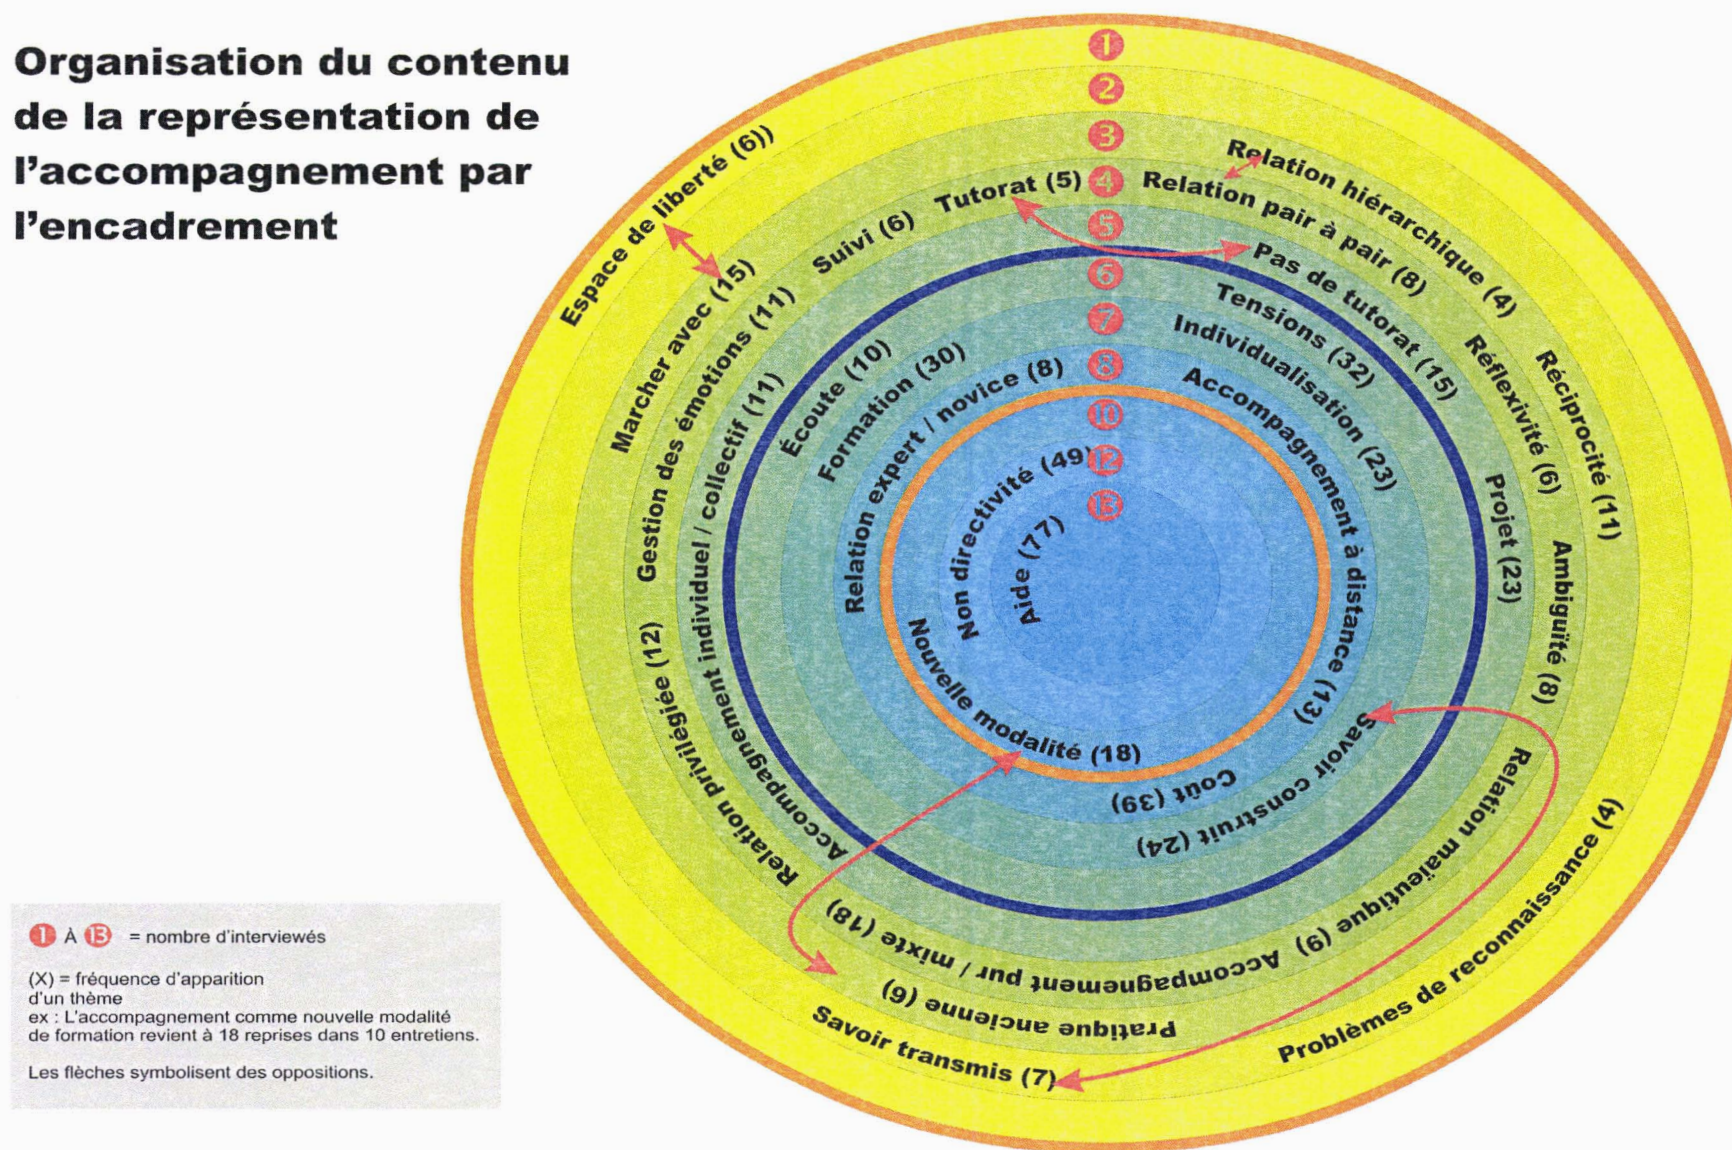 Organisation du contenu
de la représentation de
l'accompagnement par
l'encadrement
1
2
3
4
5
6
7
8
10
12
13
Espace de liberté (6))
Marcher avec (15)
Gestion des émotions (11)
Suivi (6)
Tutorat (5)
Relation hiérarchique (4)
Relation pair à pair (8)
Pas de tutorat (15)
Tensions (32)
Individualisation (23)
Accompagnement à distance (13)
Réflexivité (6)
Réciprocité (11)
Projet (23)
Ambiguïté (8)
Écoute (10)
Formation (30)
Relation expert / novice (8)
Accompagnement individuel / collectif (11)
Relation privilégiée (12)
Non directivité (49)
Aide (77)
Nouvelle modalité (18)
Coût (39)
Savoir construit (24)
Relation maïeutique (9)
Accompagnement pur / mixte (18)
Pratique ancienne (6)
Savoir transmis (7)
Problèmes de reconnaissance (4)
1 À 13 = nombre d'interviewés
(X) = fréquence d'apparition
d'un thème
ex : L'accompagnement comme nouvelle modalité
de formation revient à 18 reprises dans 10 entretiens.
Les flèches symbolisent des oppositions.